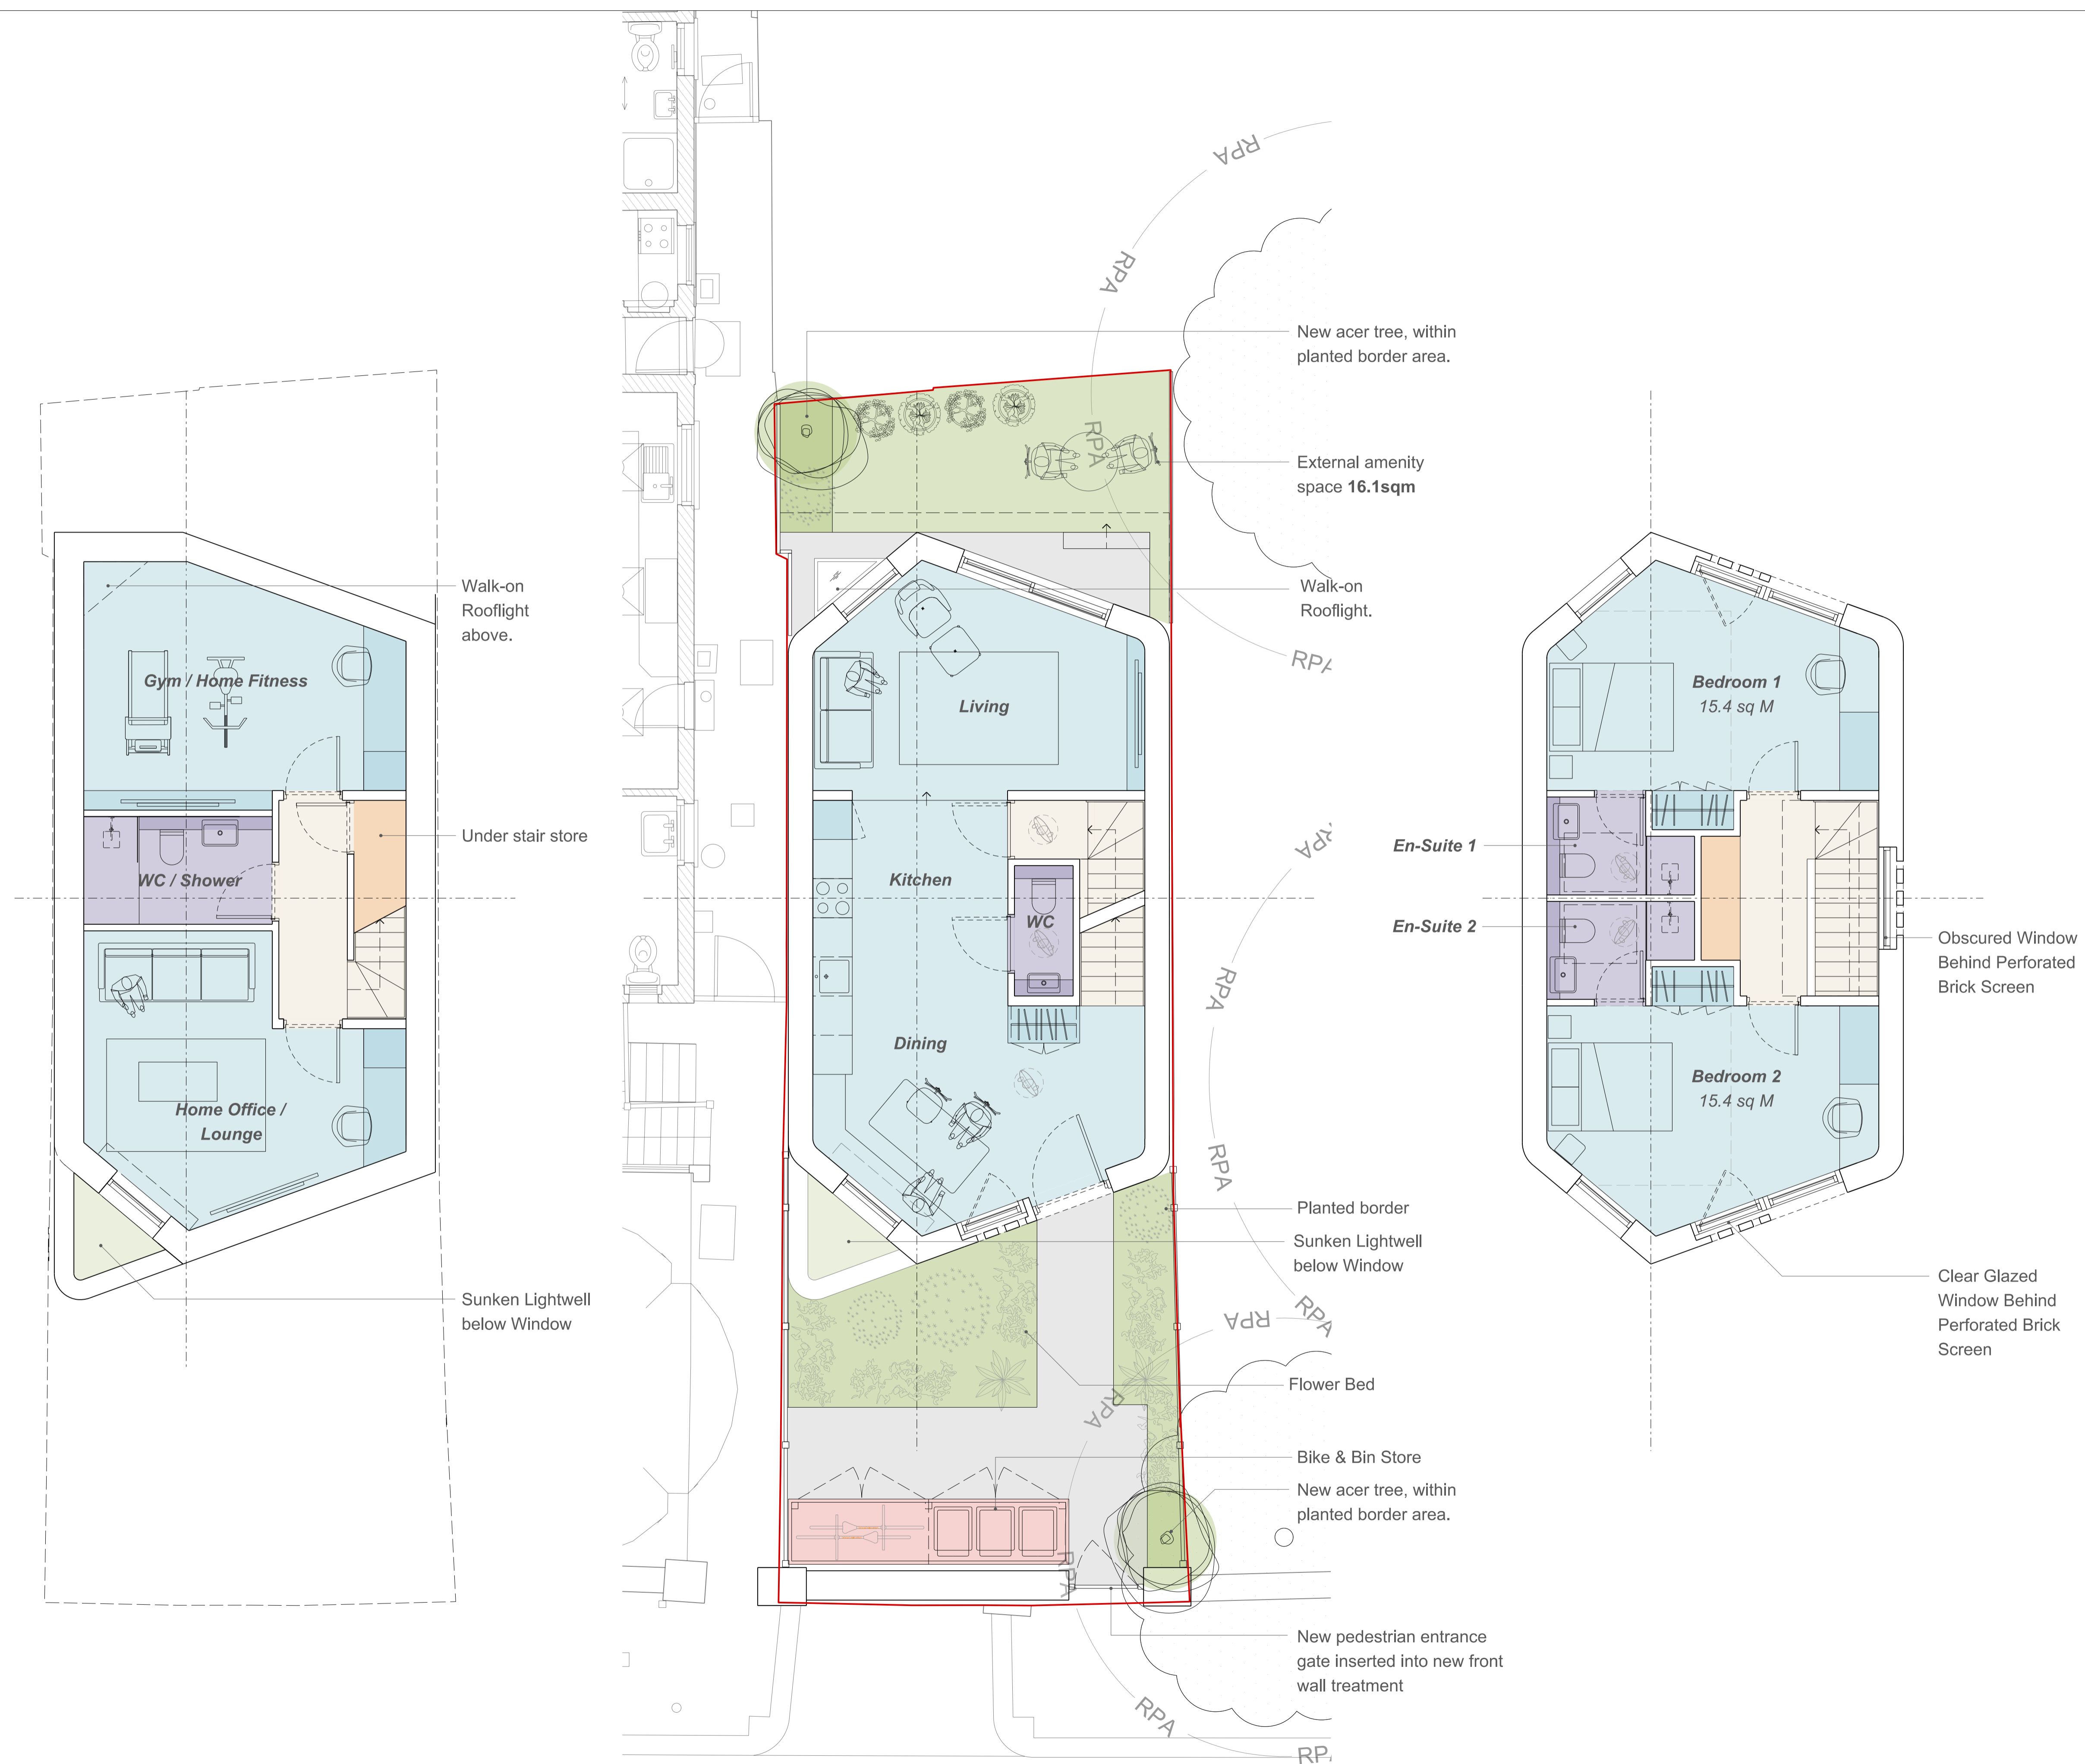 Walk-on
Rooflight
above.
Gym / Home Fitness
Under stair store
WC / Shower
Home Office /
Lounge
Sunken Lightwell
below Window
RPA
RPA
RPA
RPA
RPA
RPA
RPA
RPA
RPA
RPA
RPA
RPA
New acer tree, within
planted border area.
External amenity
space 16.1sqm
Walk-on
Rooflight.
Living
Kitchen
WC
Dining
Planted border
Sunken Lightwell
below Window
Flower Bed
Bike & Bin Store
New acer tree, within
planted border area.
New pedestrian entrance
gate inserted into new front
wall treatment
Bedroom 1
15.4 sq M
En-Suite 1
En-Suite 2
Obscured Window
Behind Perforated
Brick Screen
Bedroom 2
15.4 sq M
Clear Glazed
Window Behind
Perforated Brick
Screen